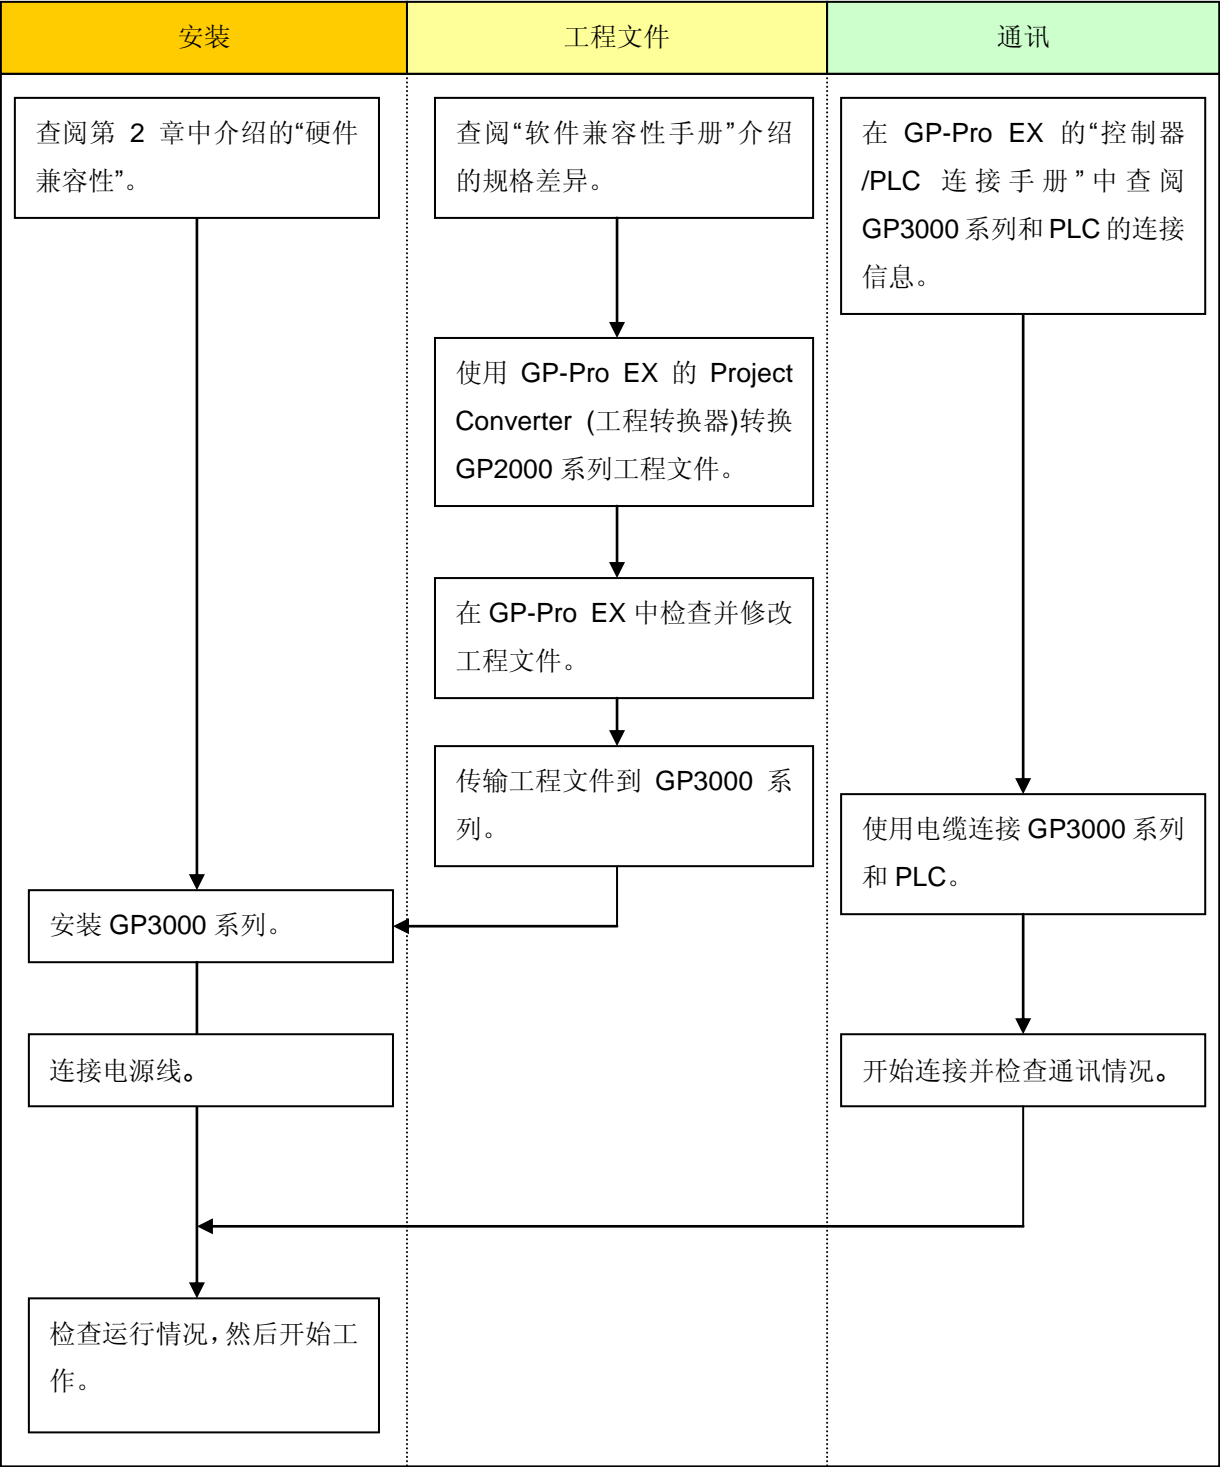 安装
工程文件
通讯
查阅第 2 章中介绍的“硬件
兼容性”。
查阅“软件兼容性手册”介绍
的规格差异。
在 GP-Pro EX 的“控制器
/PLC 连接手册”中查阅
GP3000 系列和 PLC 的连接
信息。
使用 GP-Pro EX 的 Project
Converter (工程转换器)转换
GP2000 系列工程文件。
在 GP-Pro EX 中检查并修改
工程文件。
传输工程文件到 GP3000 系
列。
使用电缆连接 GP3000 系列
和 PLC。
安装 GP3000 系列。
连接电源线。
开始连接并检查通讯情况。
检查运行情况，然后开始工
作。